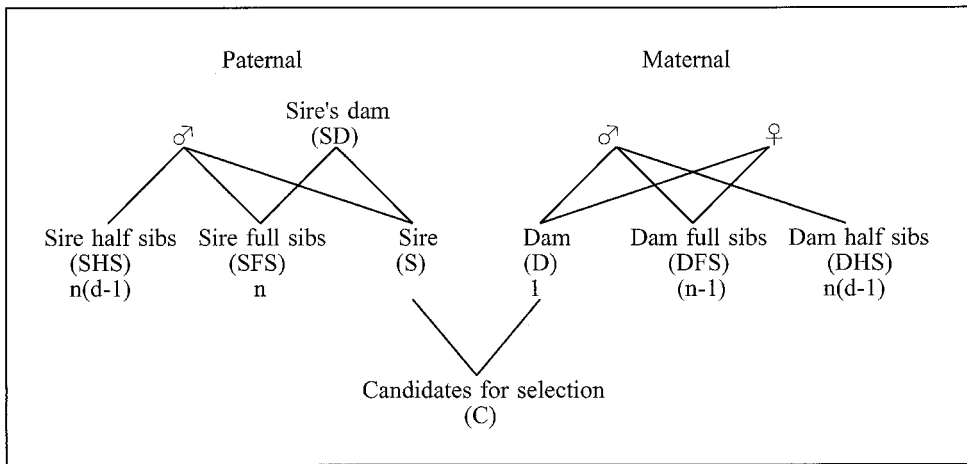 Paternal
Maternal
Sire's dam
(SD)
♂
♂
♀
Sire half sibs
(SHS)
n(d-1)
Sire full sibs
(SFS)
n
Sire
(S)
Dam
(D)
1
Dam full sibs
(DFS)
(n-1)
Dam half sibs
(DHS)
n(d-1)
Candidates for selection
(C)